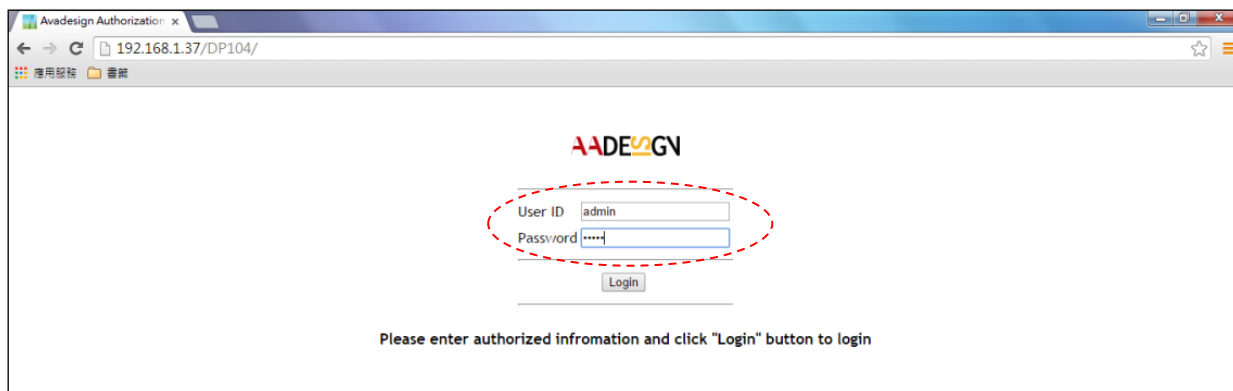 Avadesign Authorization
192.168.1.37/DP104/
應用服務 書籤
AADESIGN
User ID admin
Password •••••
Login
Please enter authorized infromation and click "Login" button to login